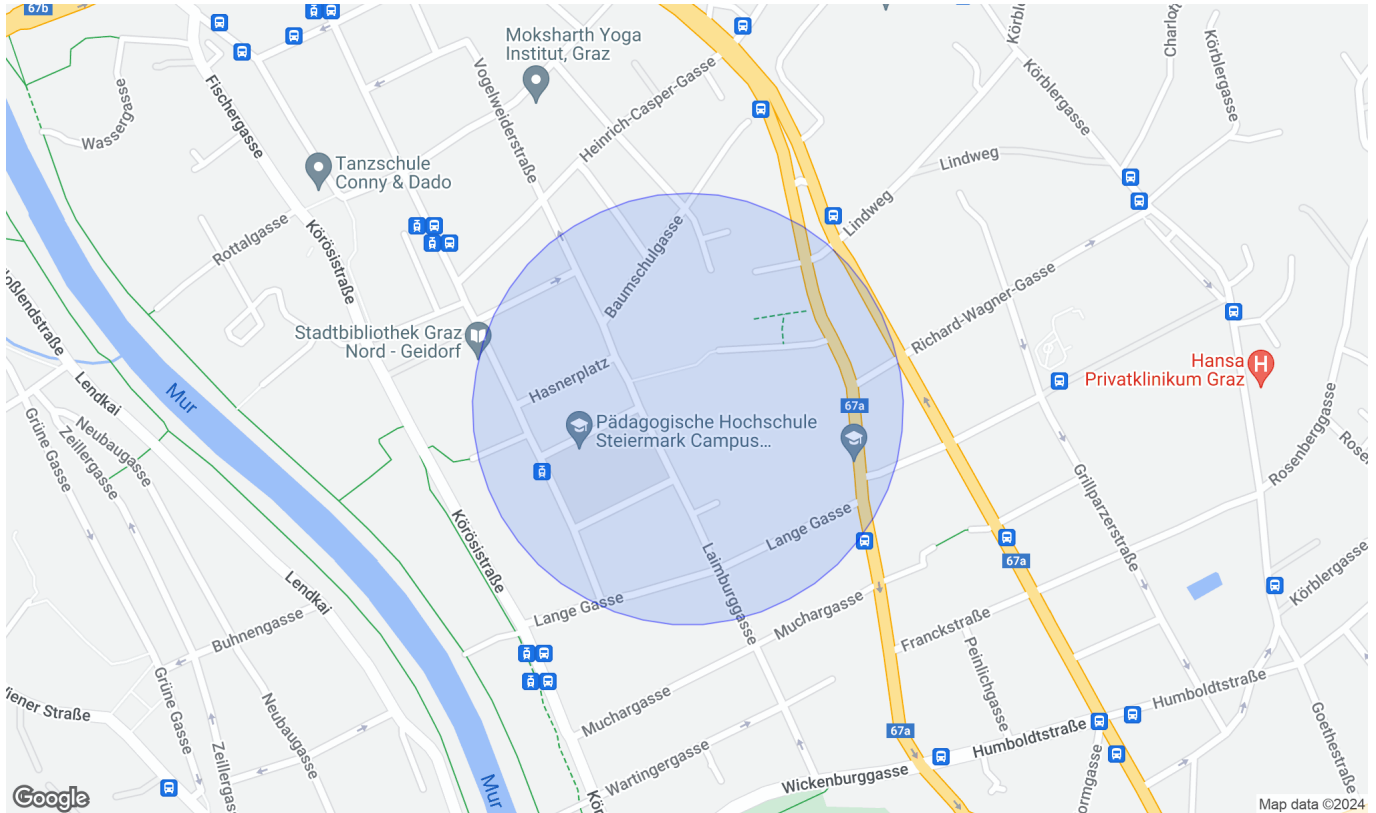 67b
Moksharth Yoga
Institut, Graz
Vogelweiderstraße
Heinrich-Casper-Gasse
Körblergasse
Körblergasse
Fischergasse
Wassergasse
Tanzschule
Conny & Dado
Lindweg
Lindweg
Rottalgasse
Körösistraße
Baumschulgasse
Richard-Wagner-Gasse
Stadtbibliothek Graz
Nord - Geidorf
Hasnerplatz
Hansa
Privatklinikum Graz
Lendkai
Mur
67a
Pädagogische Hochschule
Steiermark Campus...
Grüne Gasse
Zeillergasse
Neubaugasse
Rosenberggasse
Grillparzerstraße
Körösistraße
Lange Gasse
Laimburggasse
67a
Lendkai
Lange Gasse
Muchargasse
Körblergasse
Buhnengasse
Franckstraße
Peinlichgasse
Grüne Gasse
Neubaugasse
Muchargasse
Humboldtstraße
Goethestraße
67a
Humboldtstraße
Wartingergasse
Wickenburggasse
Mur
Google
Map data ©2024